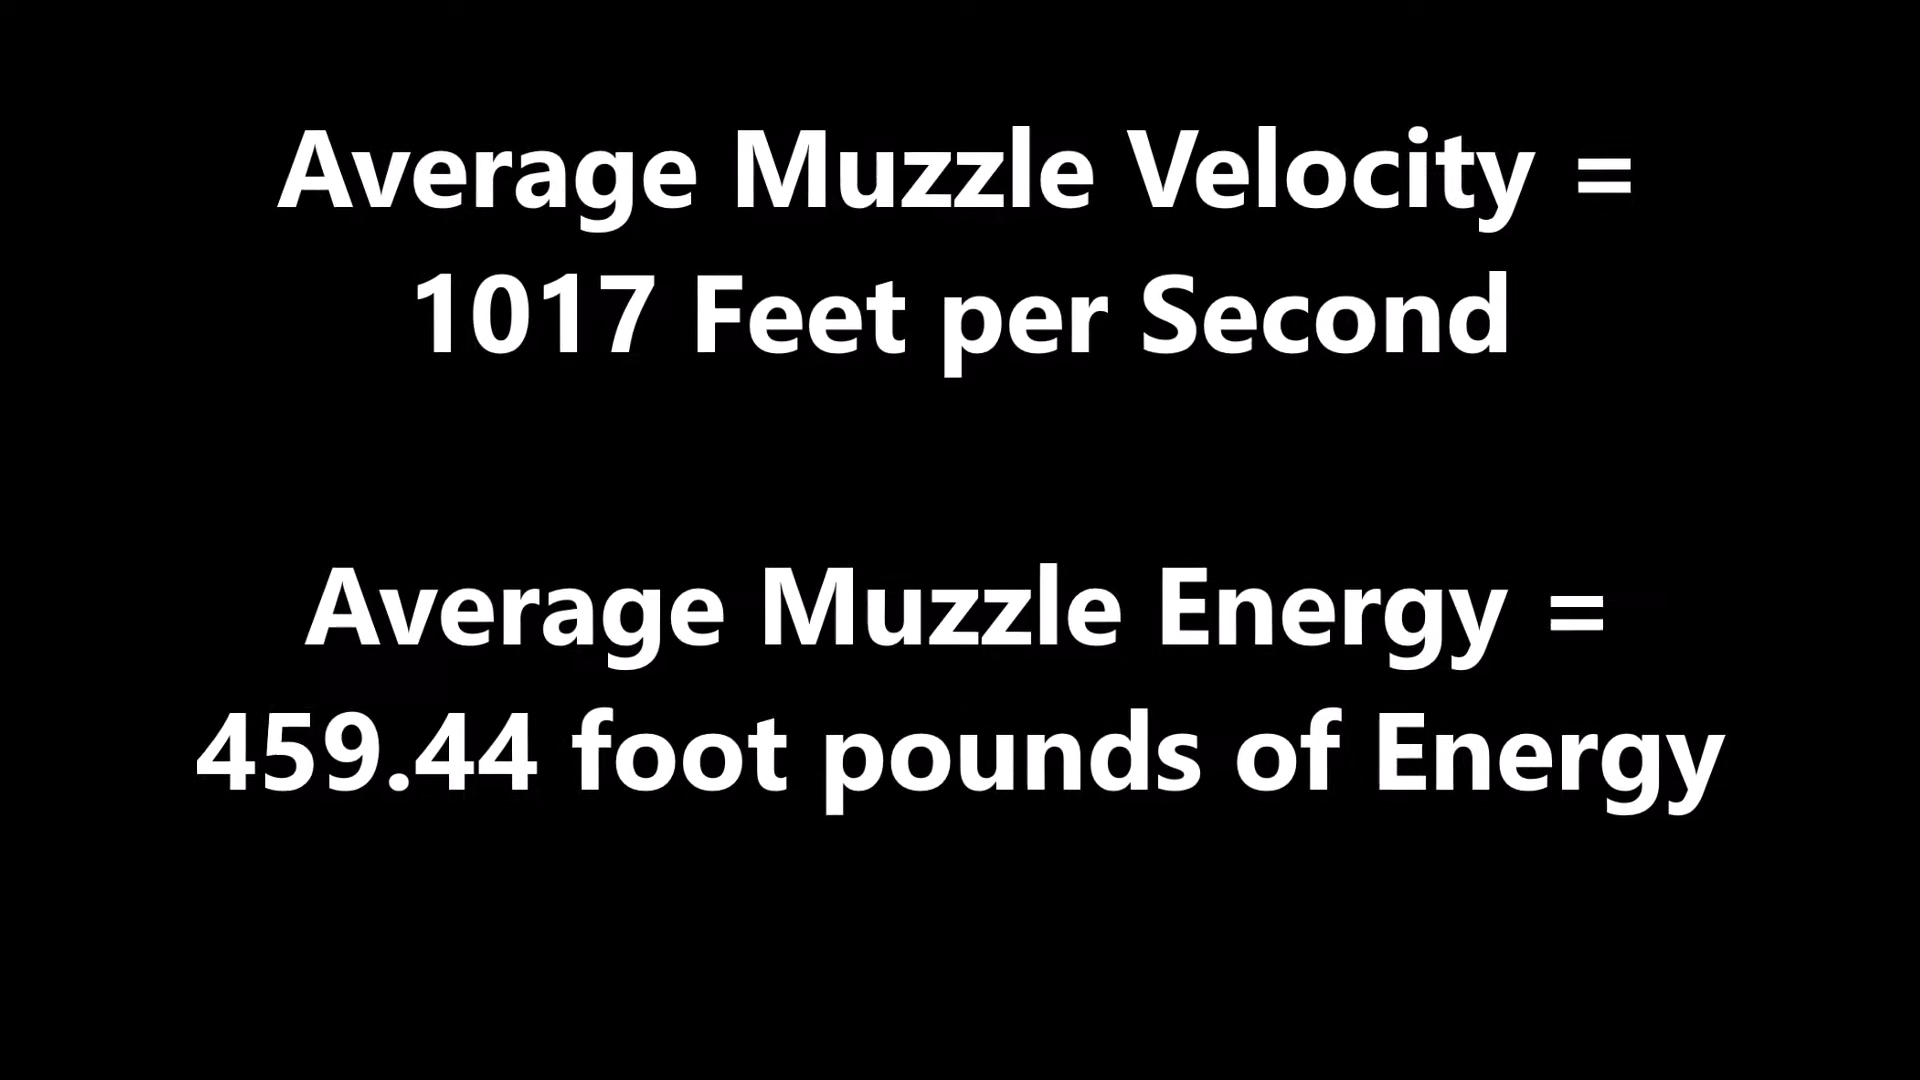 Average Muzzle Velocity =
1017 Feet per Second
Average Muzzle Energy =
459.44 foot pounds of Energy